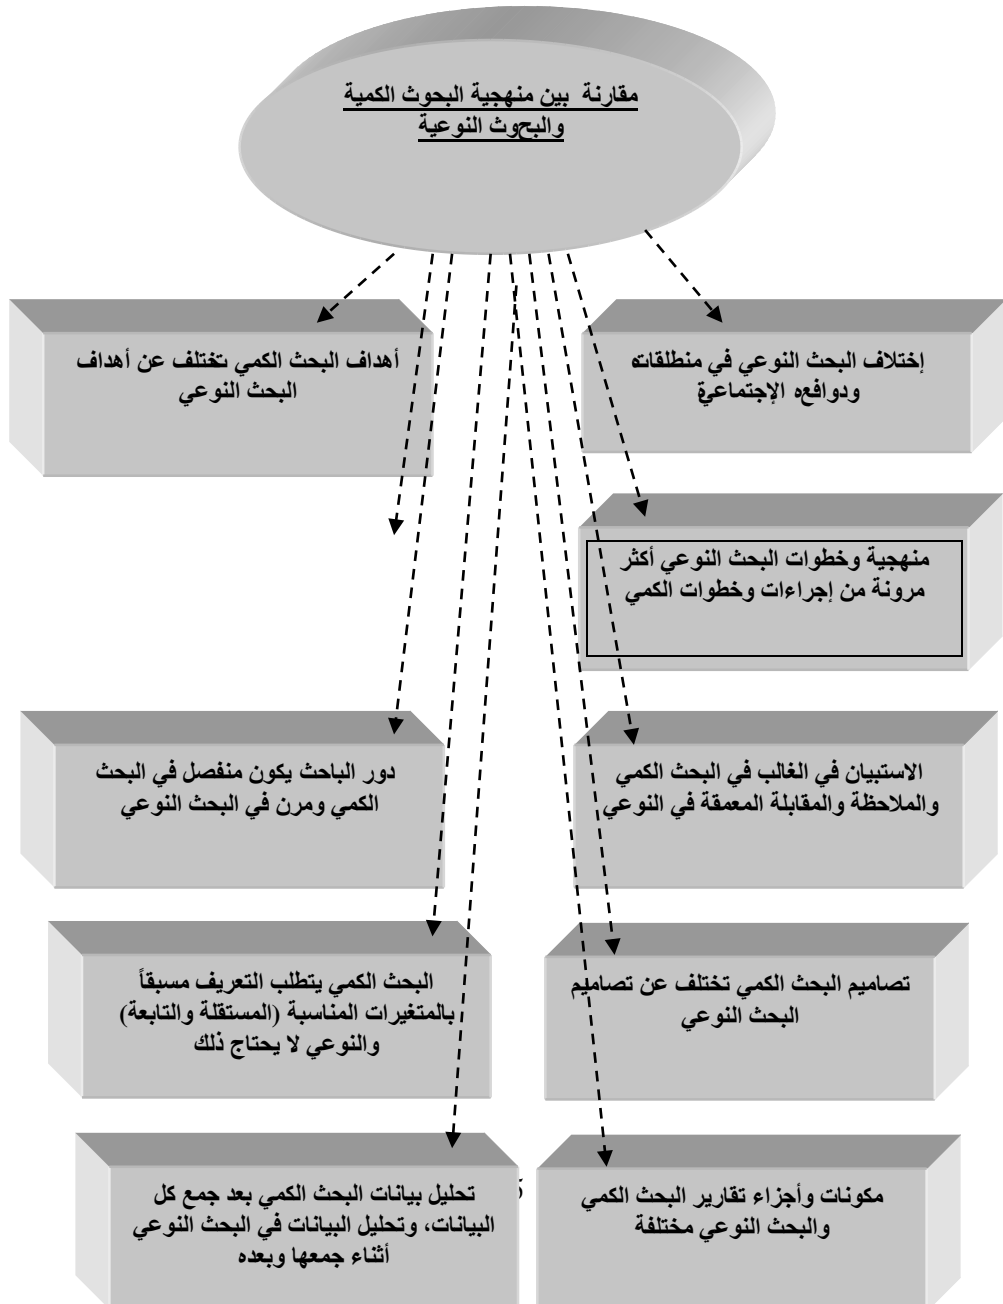 مقارنة بين منهجية البحوث الكمية
والبحوث النوعية
إختلاف البحث النوعي في منطلقاته
ودوافعه الإجتماعية
أهداف البحث الكمي تختلف عن أهداف
البحث النوعي
منهجية وخطوات البحث النوعي أكثر
مرونة من إجراءات وخطوات الكمي
الاستبيان في الغالب في البحث الكمي
والملاحظة والمقابلة المعمقة في النوعي
دور الباحث يكون منفصل في البحث
الكمي ومرن في البحث النوعي
تصاميم البحث الكمي تختلف عن تصاميم
البحث النوعي
البحث الكمي يتطلب التعريف مسبقاً
بالمتغيرات المناسبة (المستقلة والتابعة)
والنوعي لا يحتاج ذلك
مكونات وأجزاء تقارير البحث الكمي
والبحث النوعي مختلفة
تحليل بيانات البحث الكمي بعد جمع كل
البيانات، وتحليل البيانات في البحث النوعي
أثناء جمعها وبعده